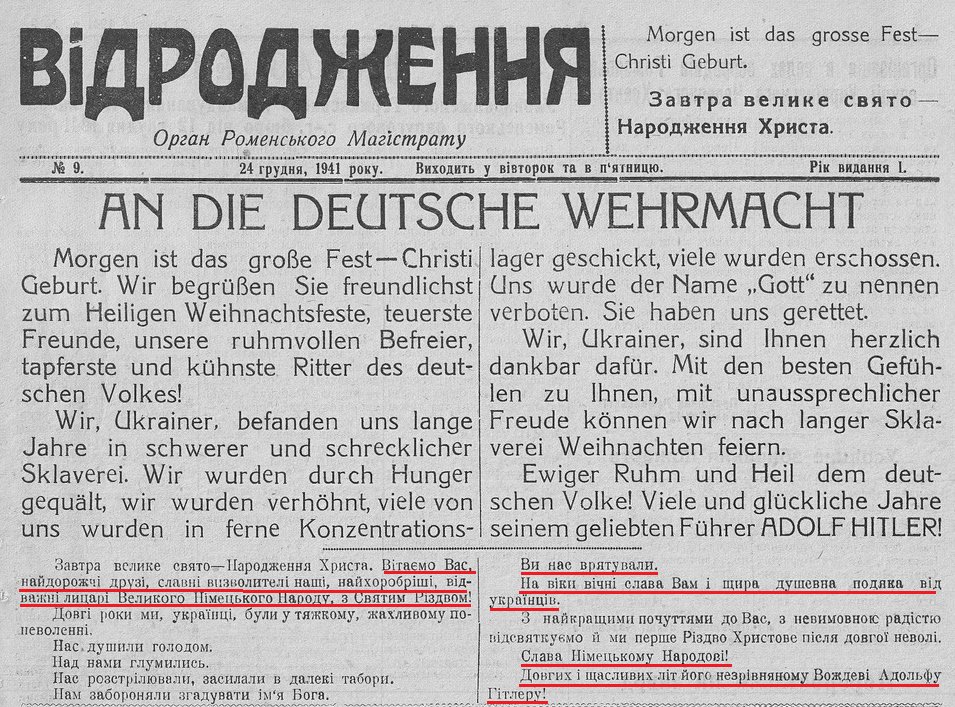 ВІДРОДЖЕННЯ
Орган Роменського Магістрату
Morgen ist das grosse Fest—
Christi Geburt.
Завтра велике свято—
Народження Христа.
№ 9. 24 грудня, 1941 року. Виходить у вівторок та в п'ятницю. Рік видання І.
AN DIE DEUTSCHE WEHRMACHT
Morgen ist das große Fest—Christi
Geburt. Wir begrüßen Sie freundlichst
zum Heiligen Weihnachtsfeste, teuerste
Freunde, unsere ruhmvollen Befreier,
tapferste und kühnste Ritter des deut-
schen Volkes!
Wir, Ukrainer, befanden uns lange
Jahre in schwerer und schrecklicher
Sklaverei. Wir wurden durch Hunger
gequält, wir wurden verhöhnt, viele von
uns wurden in ferne Konzentrations-
lager geschickt, viele wurden erschossen.
Uns wurde der Name „Gott“ zu nennen
verboten. Sie haben uns gerettet.
Wir, Ukrainer, sind Ihnen herzlich
dankbar dafür. Mit den besten Gefüh-
len zu Ihnen, mit unaussprechlicher
Freude können wir nach langer Skla-
verei Weihnachten feiern.
Ewiger Ruhm und Heil dem deut-
schen Volke! Viele und glückliche Jahre
seinem geliebten Führer ADOLF HITLER!
Завтра велике свято—Народження Христа. Вітаємо Вас,
найдорожчі друзі, славні визволителі наші, найхоробріші, від-
важні лицарі Великого Німецького Народу, з Святим Різдвом!
Довгі роки ми, українці, були у тяжкому, жахливому по-
неволенні.
Нас душили голодом.
Над нами глумились.
Нас розстрілювали, засилали в далекі табори.
Нам забороняли згадувати ім'я Бога.
Ви нас врятували.
На віки вічні слава Вам і щира душевна подяка від
українців.
З найкращими почуттями до Вас, з невимовною радістю
відсвяткуємо й ми перше Різдво Христове після довгої неволі.
Слава Німецькому Народові!
Довгих і щасливих літ його незрівняному Вождеві Адольфу
Гітлеру!